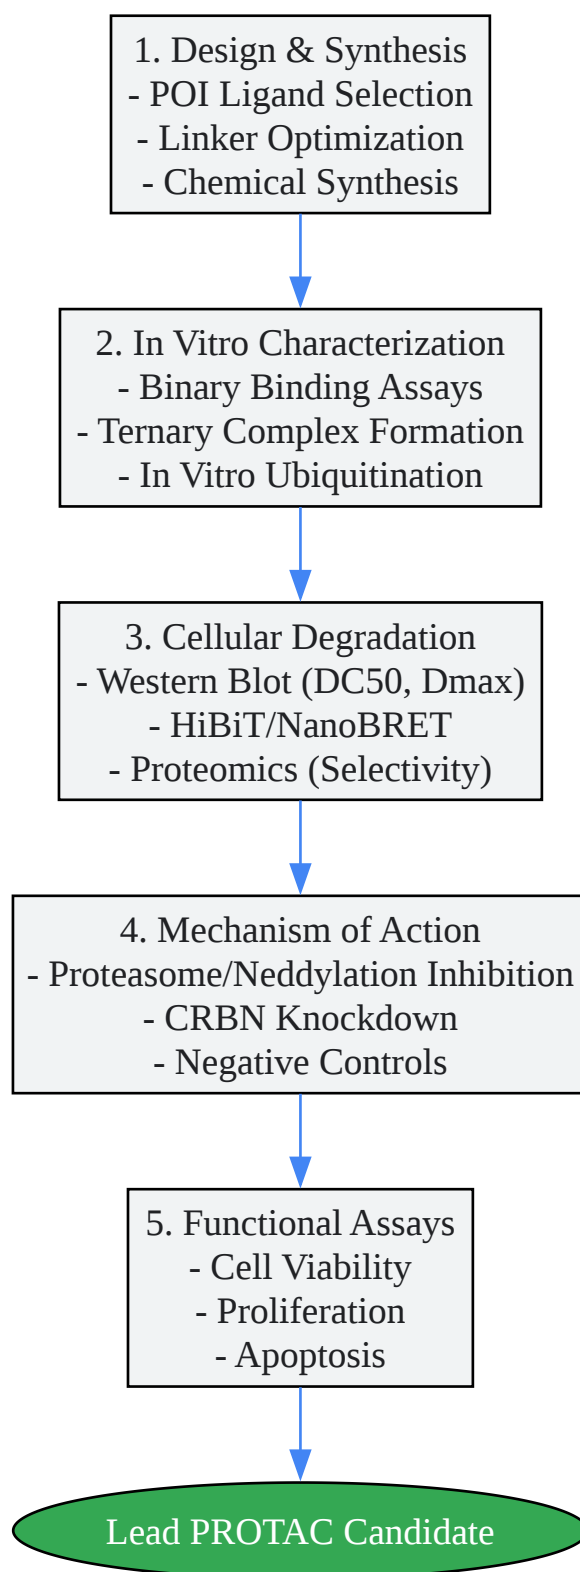 1. Design & Synthesis
- POI Ligand Selection
- Linker Optimization
- Chemical Synthesis
2. In Vitro Characterization
- Binary Binding Assays
- Ternary Complex Formation
- In Vitro Ubiquitination
3. Cellular Degradation
- Western Blot (DC50, Dmax)
- HiBiT/NanoBRET
- Proteomics (Selectivity)
4. Mechanism of Action
- Proteasome/Neddylation Inhibition
- CRBN Knockdown
- Negative Controls
5. Functional Assays
- Cell Viability
- Proliferation
- Apoptosis
Lead PROTAC Candidate